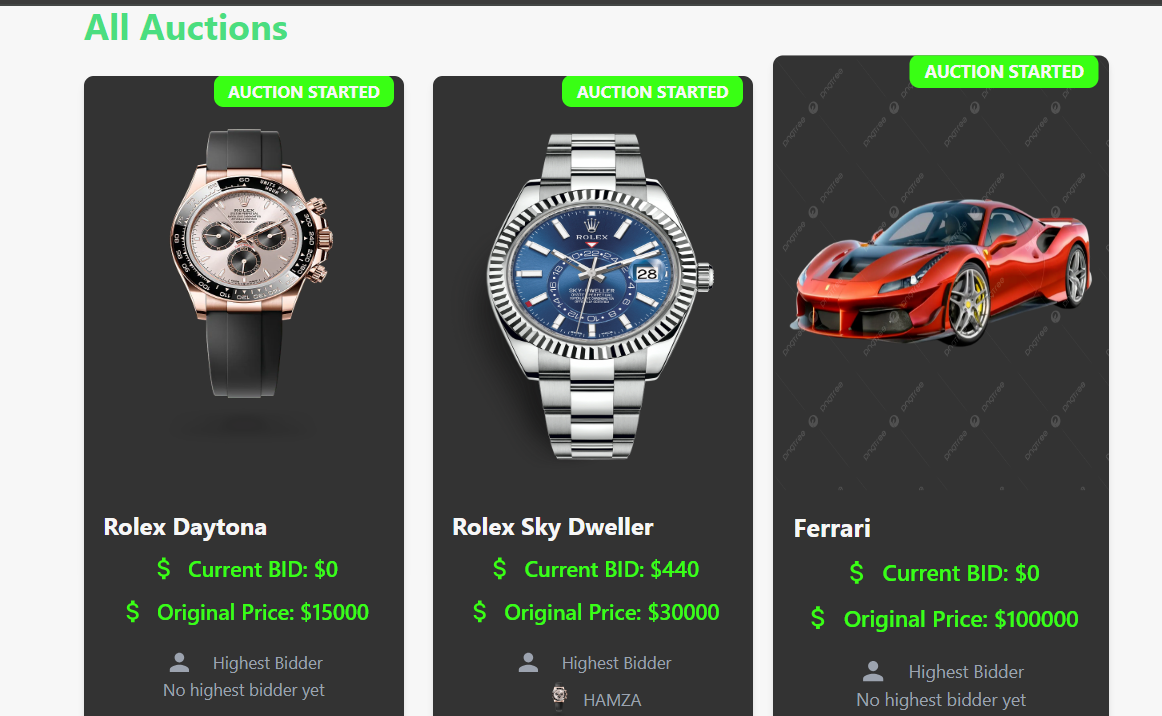 All Auctions
AUCTION STARTED
ROLEX
Rolex Daytona
$ Current BID: $0
$ Original Price: $15000
Highest Bidder
No highest bidder yet
AUCTION STARTED
ROLEX
SKY-DWELLER
28
Rolex Sky Dweller
$ Current BID: $440
$ Original Price: $30000
Highest Bidder
HAMZA
AUCTION STARTED
pngtree
Ferrari
$ Current BID: $0
$ Original Price: $100000
Highest Bidder
No highest bidder yet